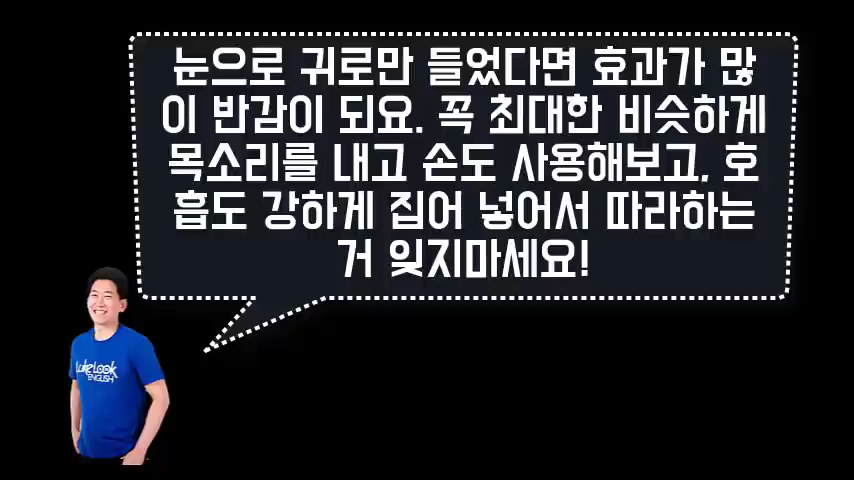 눈으로 귀로만 들었다면 효과가 많
이 반감이 되요. 꼭 최대한 비슷하게
목소리를 내고 손도 사용해보고, 호
흡도 강하게 집어 넣어서 따라하는
거 잊지마세요!
LukeLook
ENGLISH